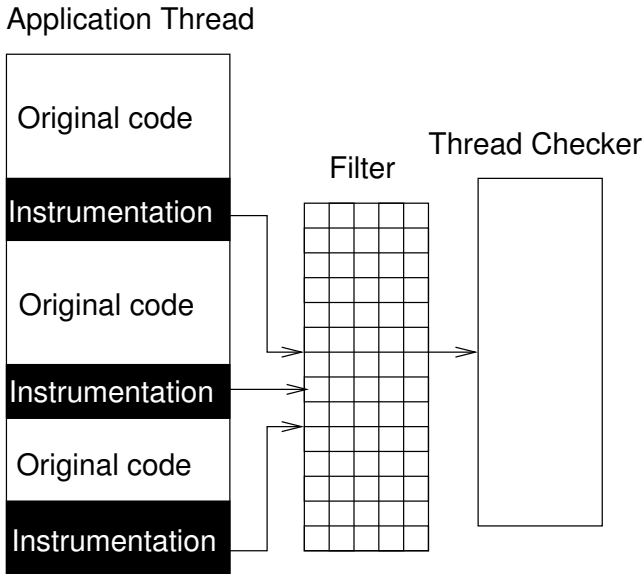 Application Thread
Original code
Instrumentation
Original code
Instrumentation
Original code
Instrumentation
Filter
Thread Checker